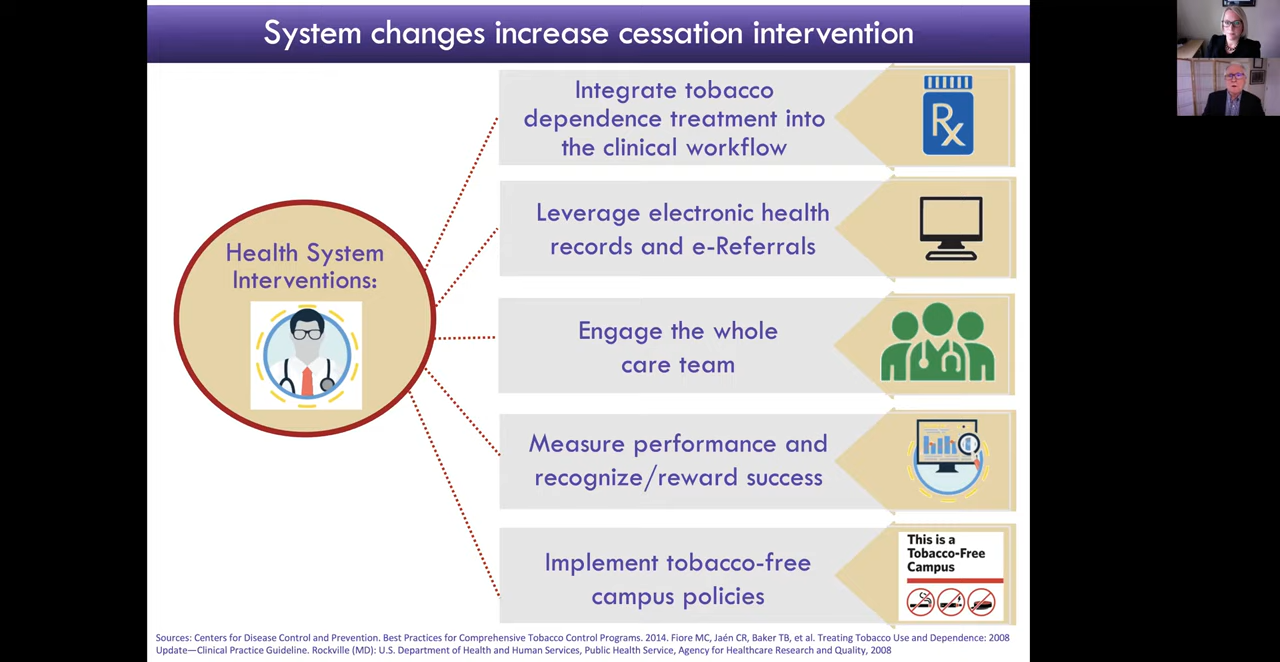 System changes increase cessation intervention
Health System
Interventions:
Integrate tobacco
dependence treatment into
the clinical workflow
Rx
Leverage electronic health
records and e-Referrals
Engage the whole
care team
Measure performance and
recognize/reward success
Implement tobacco-free
campus policies
This is a
Tobacco-Free
Campus
Sources: Centers for Disease Control and Prevention. Best Practices for Comprehensive Tobacco Control Programs. 2014. Fiore MC, Jaén CR, Baker TB, et al. Treating Tobacco Use and Dependence: 2008
Update—Clinical Practice Guideline. Rockville (MD): U.S. Department of Health and Human Services, Public Health Service, Agency for Healthcare Research and Quality, 2008